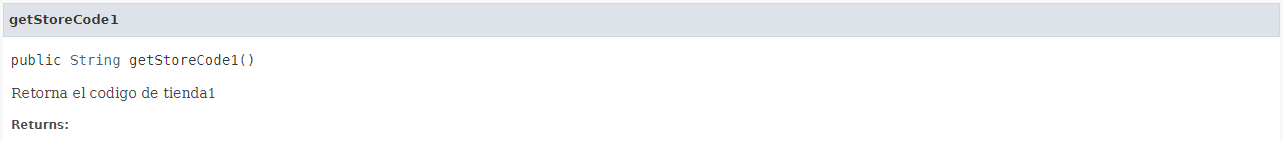 getStoreCode1
public String getStoreCode1()
Retorna el codigo de tienda1
Returns: